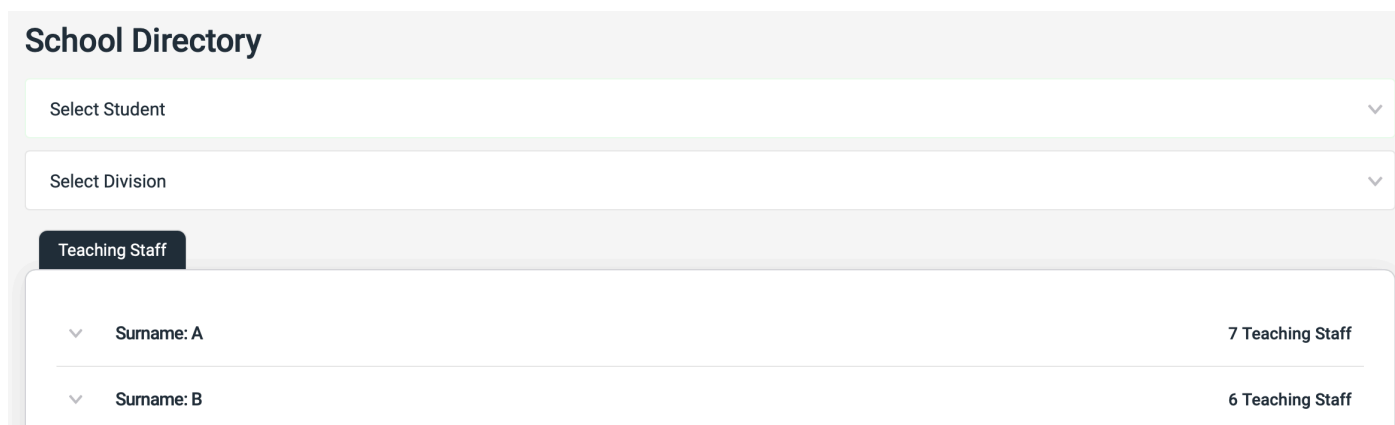 School Directory
Select Student
Select Division
Teaching Staff
Surname: A 7 Teaching Staff
Surname: B 6 Teaching Staff